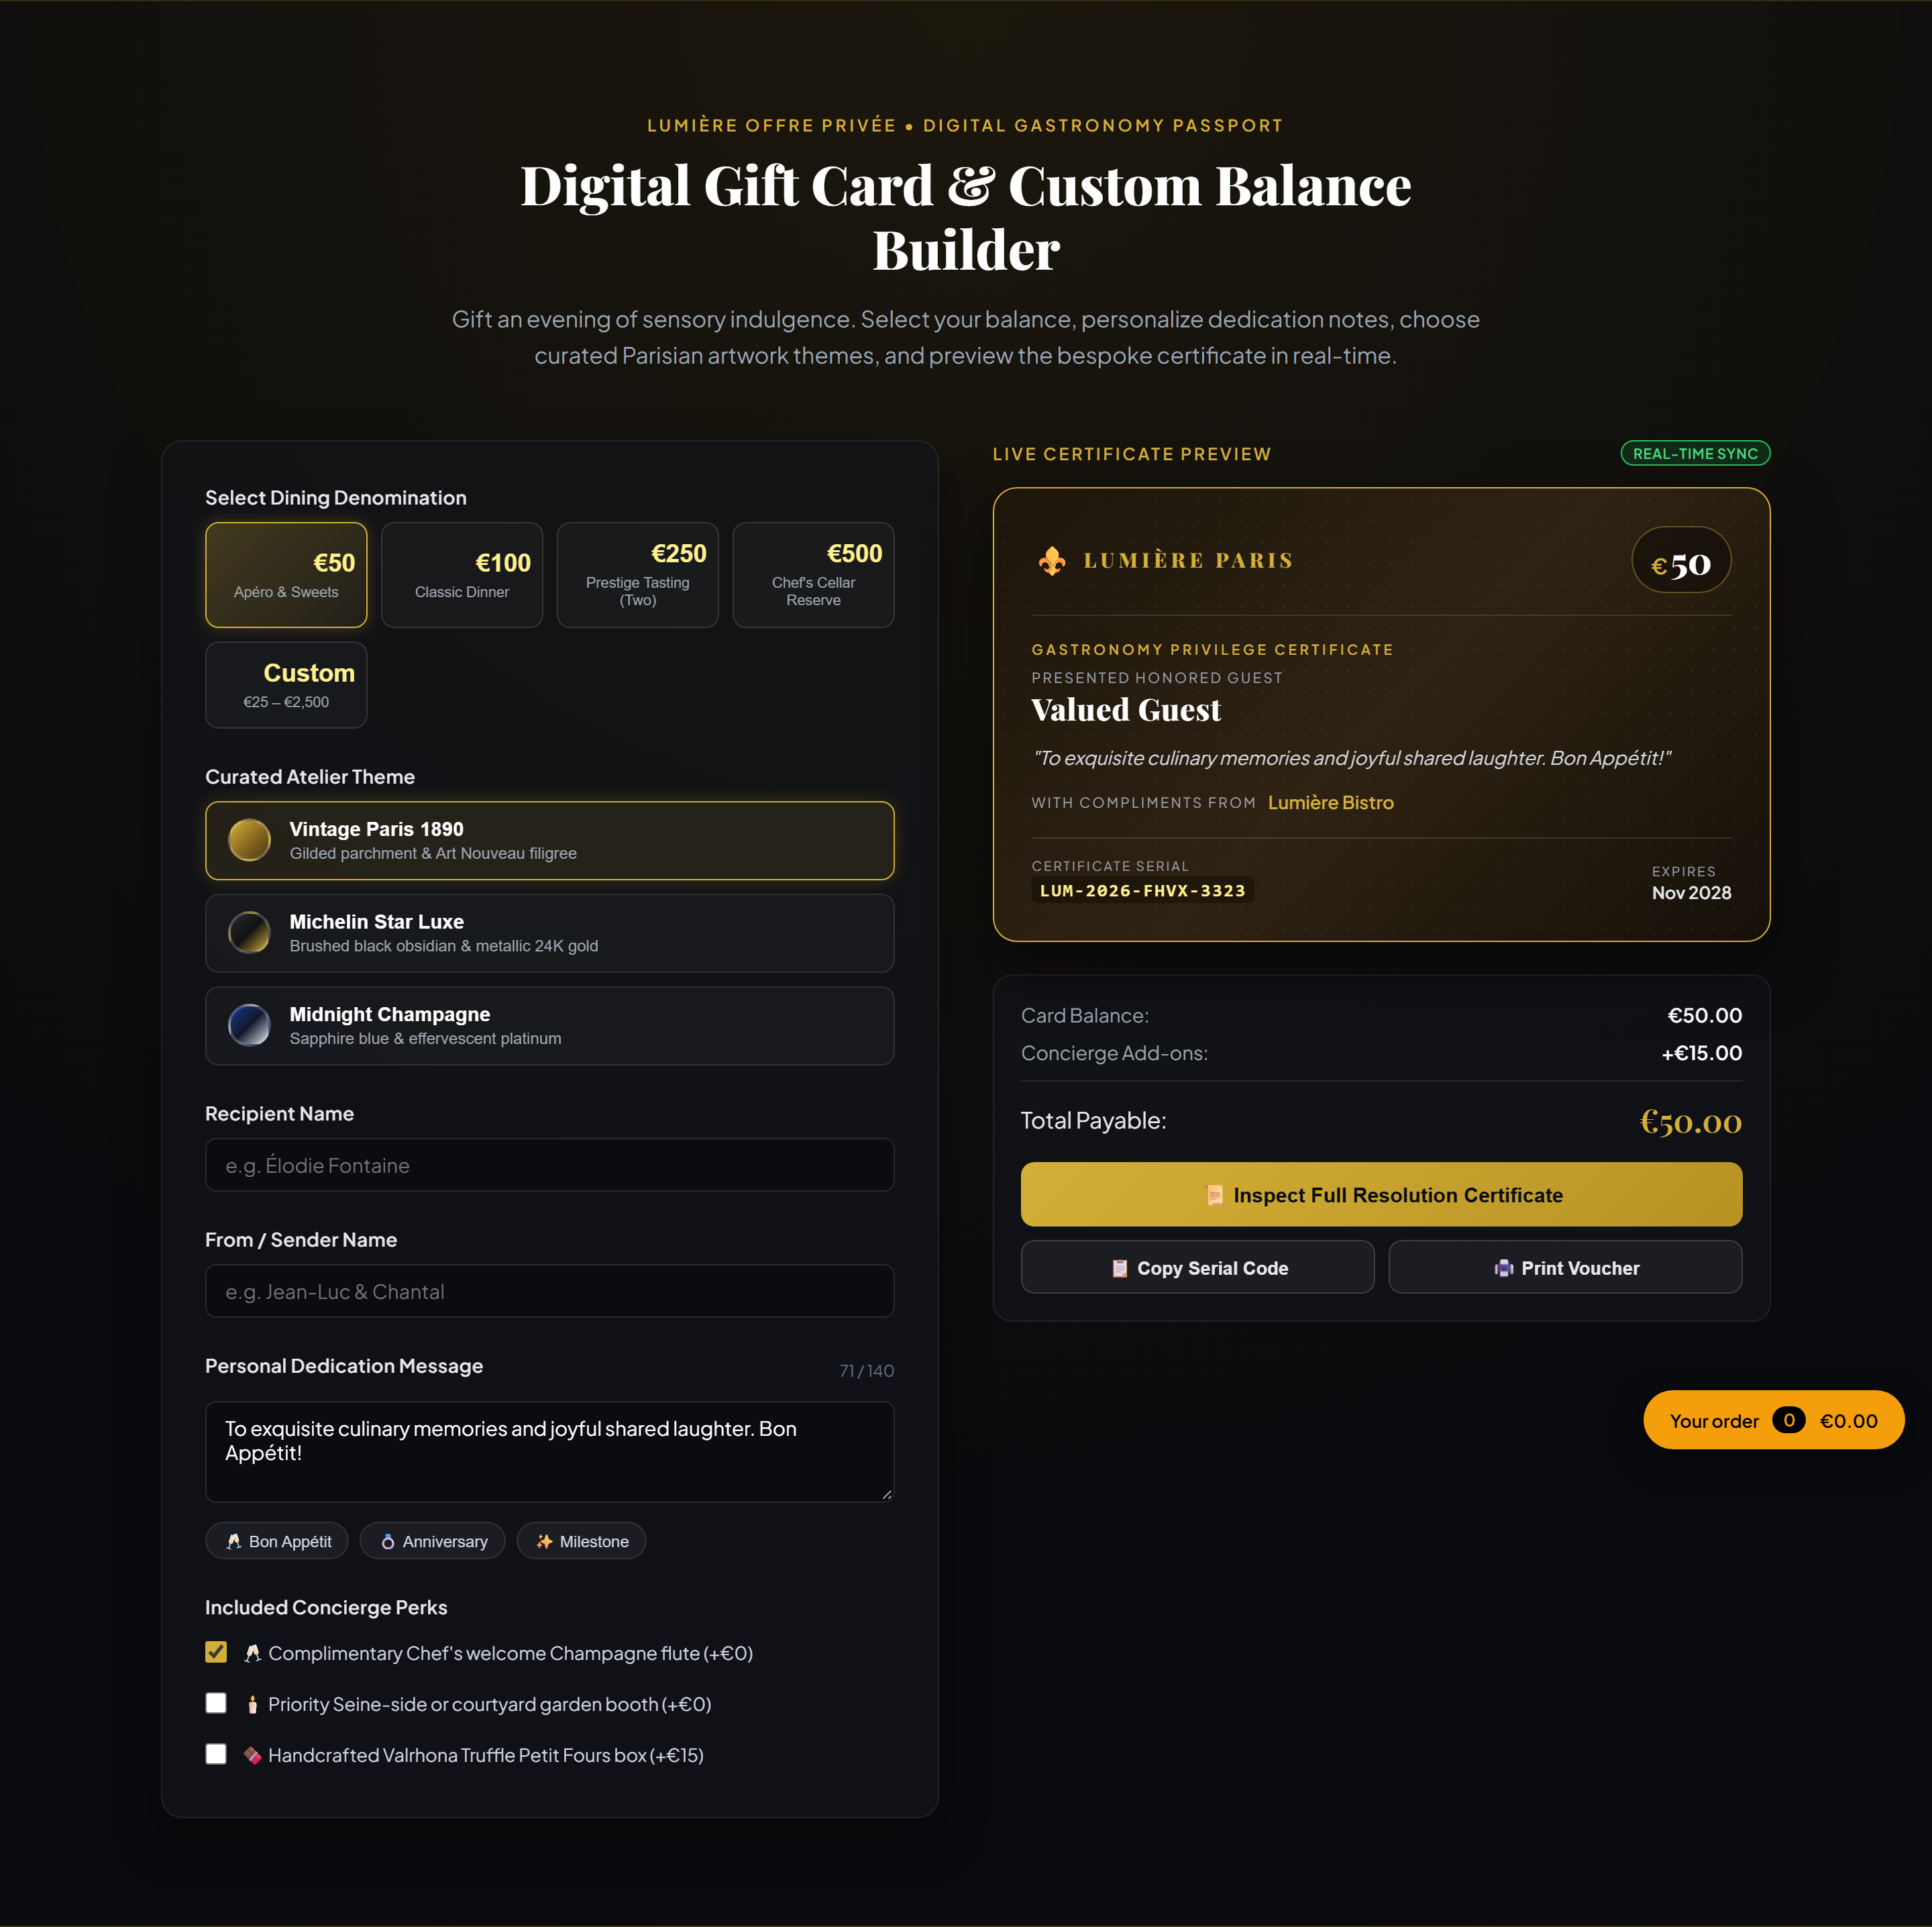 LUMIÈRE OFFRE PRIVÉE • DIGITAL GASTRONOMY PASSPORT
Digital Gift Card & Custom Balance
Builder
Gift an evening of sensory indulgence. Select your balance, personalize dedication notes, choose
curated Parisian artwork themes, and preview the bespoke certificate in real-time.
Select Dining Denomination
€50
Apéro & Sweets
€100
Classic Dinner
€250
Prestige Tasting
(Two)
€500
Chef's Cellar
Reserve
Custom
€25 – €2,500
Curated Atelier Theme
Vintage Paris 1890
Gilded parchment & Art Nouveau filigree
Michelin Star Luxe
Brushed black obsidian & metallic 24K gold
Midnight Champagne
Sapphire blue & effervescent platinum
Recipient Name
e.g. Élodie Fontaine
From / Sender Name
e.g. Jean-Luc & Chantal
Personal Dedication Message
71 / 140
To exquisite culinary memories and joyful shared laughter. Bon
Appétit!
🥂 Bon Appétit
💍 Anniversary
✨ Milestone
Included Concierge Perks
🥂 Complimentary Chef's welcome Champagne flute (+€0)
🕯️ Priority Seine-side or courtyard garden booth (+€0)
🍫 Handcrafted Valrhona Truffle Petit Fours box (+€15)
LIVE CERTIFICATE PREVIEW
REAL-TIME SYNC
⚜️ LUMIÈRE PARIS
€50
GASTRONOMY PRIVILEGE CERTIFICATE
PRESENTED HONORED GUEST
Valued Guest
"To exquisite culinary memories and joyful shared laughter. Bon Appétit!"
WITH COMPLIMENTS FROM Lumière Bistro
CERTIFICATE SERIAL
LUM-2026-FHVX-3323
EXPIRES
Nov 2028
Card Balance: €50.00
Concierge Add-ons: +€15.00
Total Payable: €50.00
📜 Inspect Full Resolution Certificate
📋 Copy Serial Code
🖨️ Print Voucher
Your order 0 €0.00